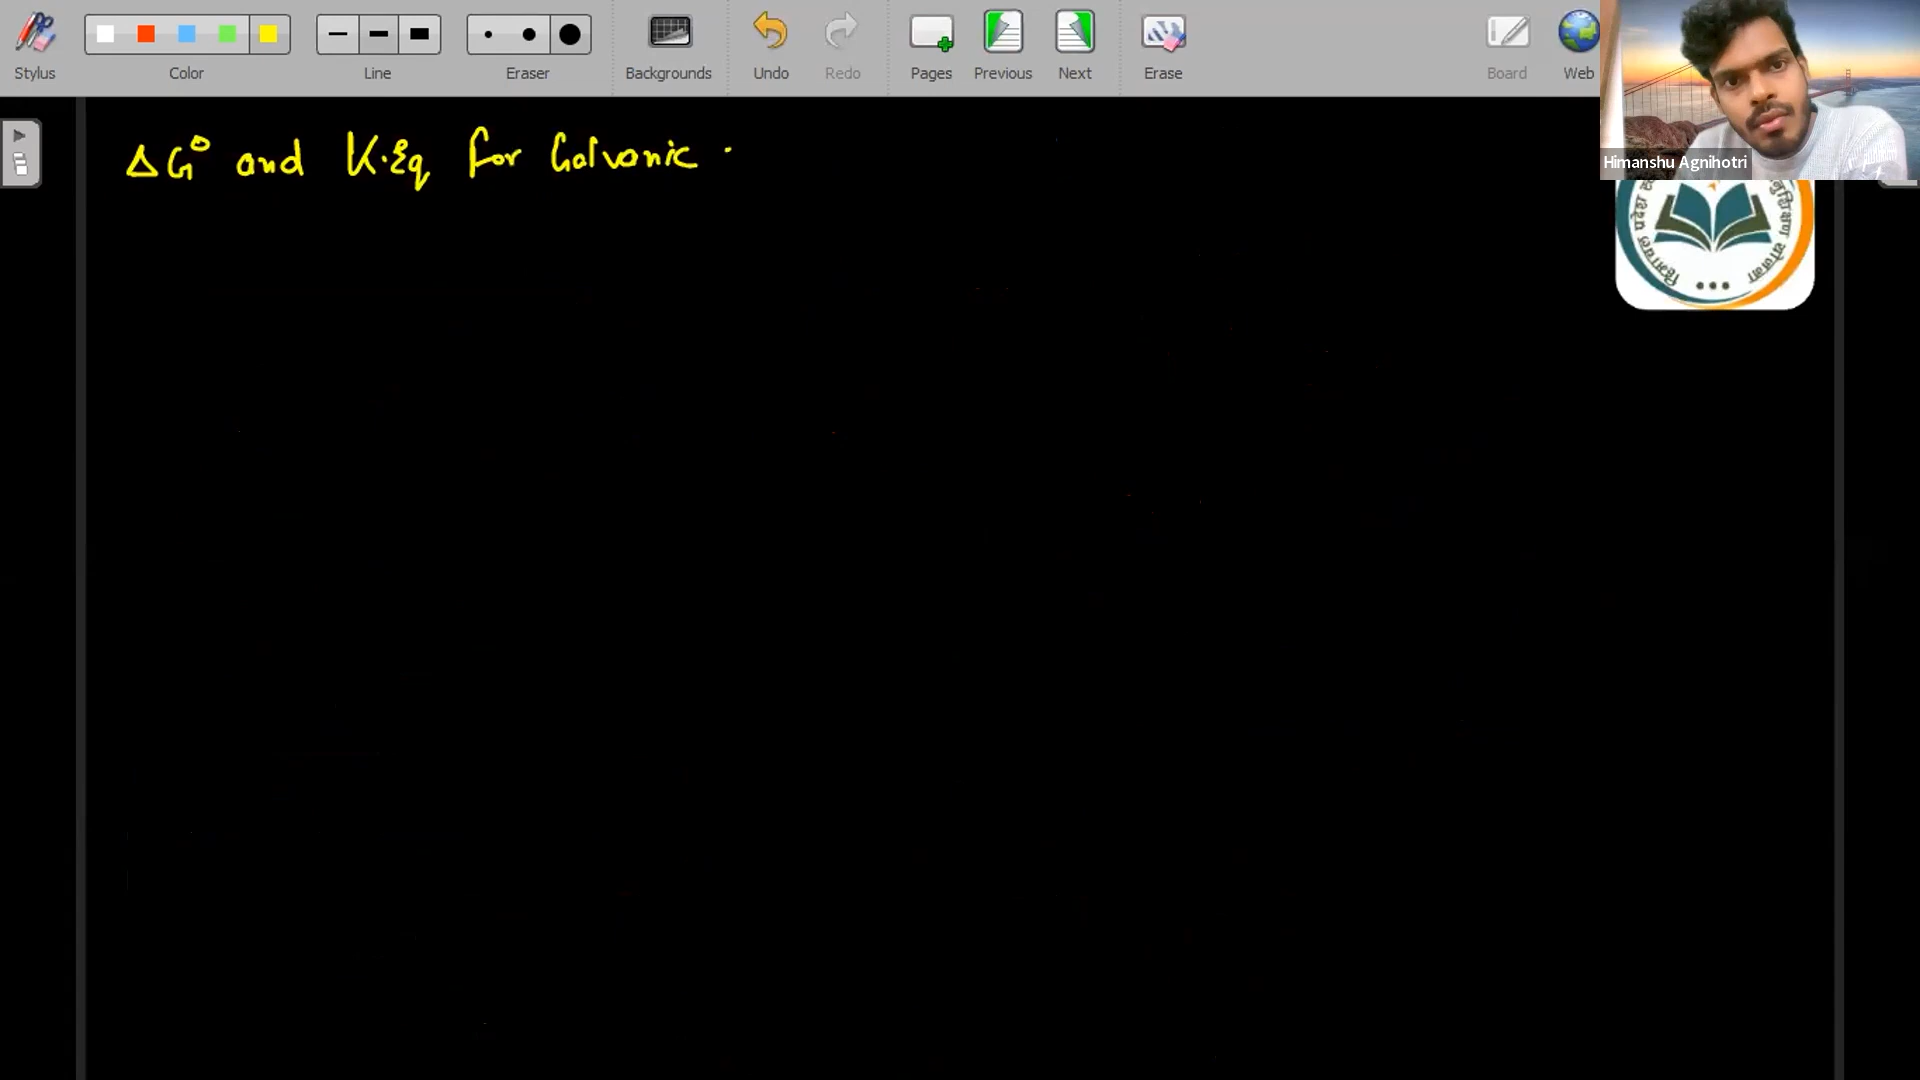 Stylus Color Line Eraser Backgrounds Undo Redo Pages Previous Next Erase Board Web
Himanshu Agnihotri
ΔG° and K.Eq for Galvanic